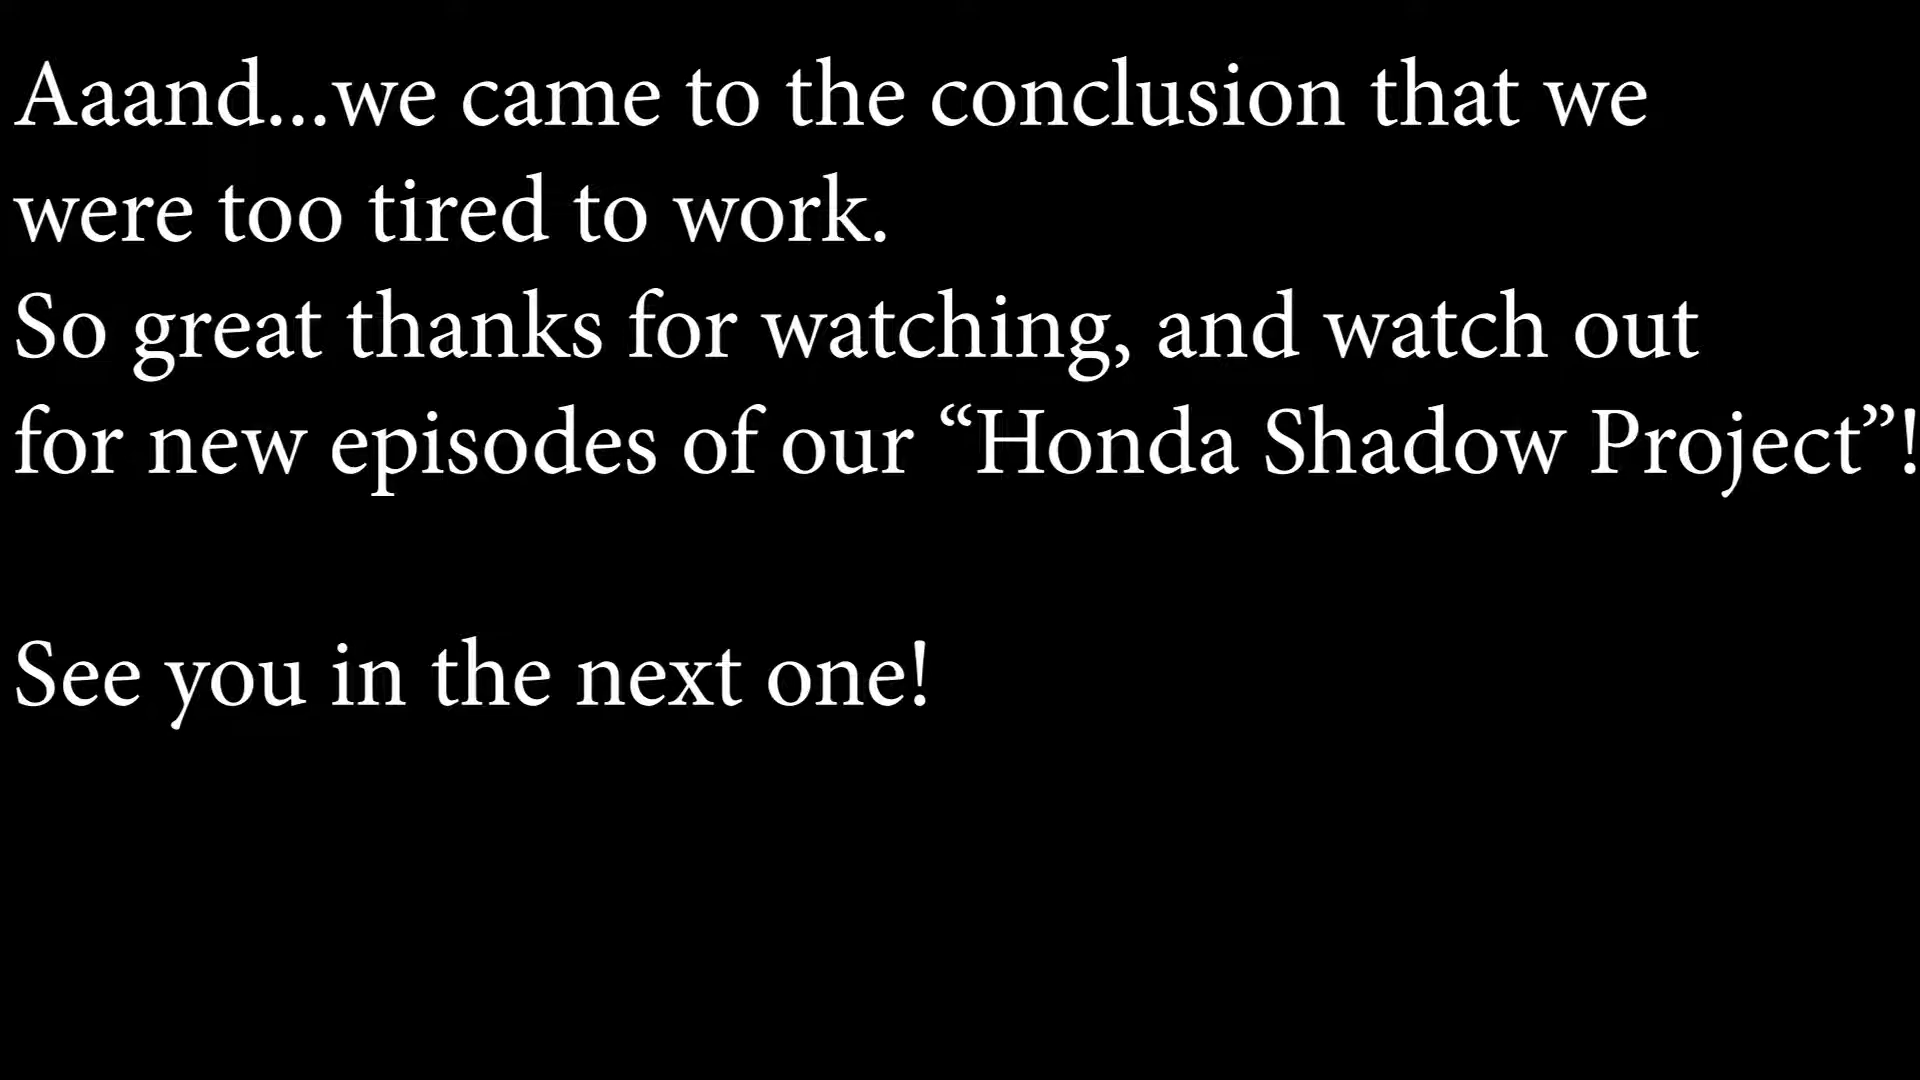 Aaand...we came to the conclusion that we
were too tired to work.
So great thanks for watching, and watch out
for new episodes of our “Honda Shadow Project”!
See you in the next one!